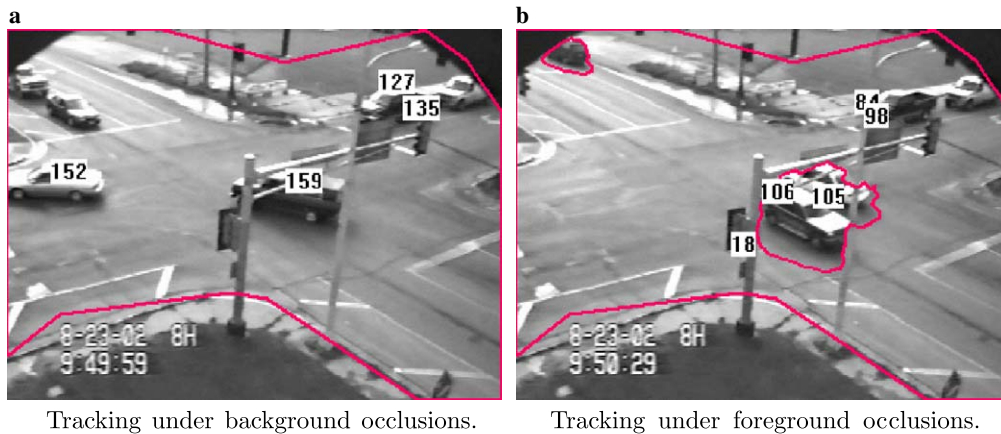 a
b
127
135
152
159
8-23-02 8H
9:49:59
84
98
106
105
18
8-23-02 8H
9:50:29
Tracking under background occlusions.
Tracking under foreground occlusions.